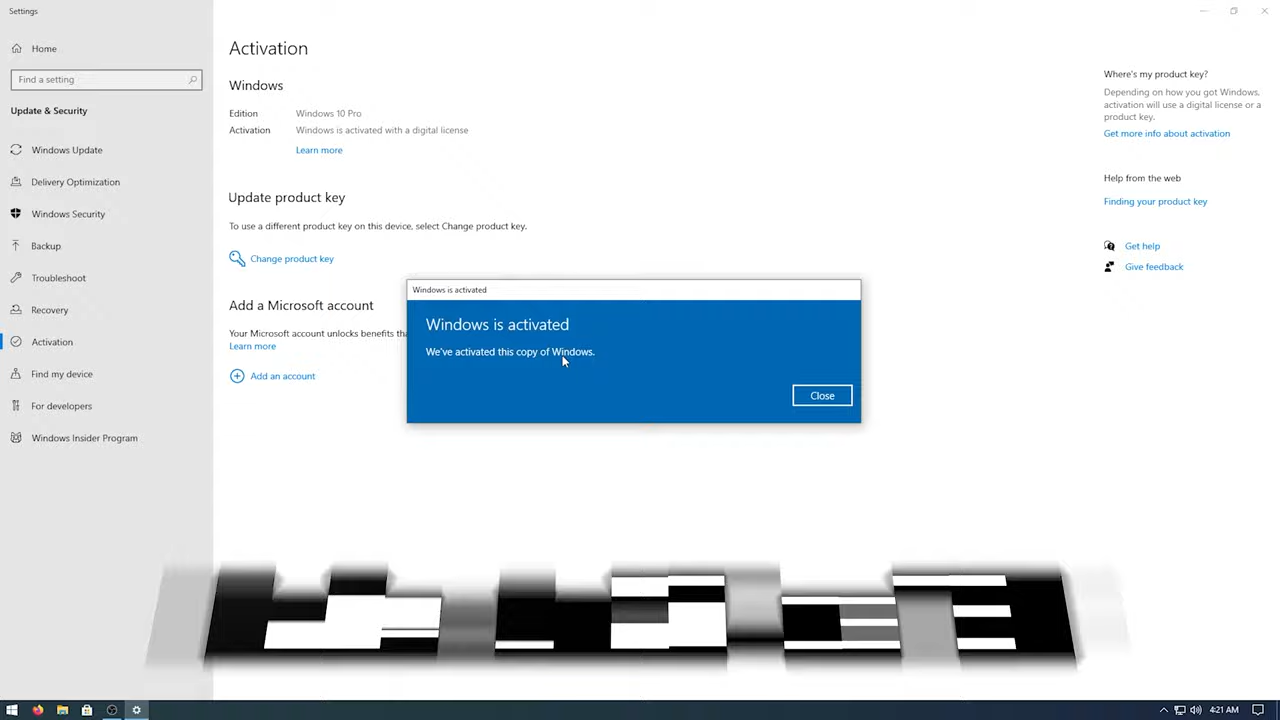 Settings
Home
Find a setting
Update & Security
Windows Update
Delivery Optimization
Windows Security
Backup
Troubleshoot
Recovery
Activation
Find my device
For developers
Windows Insider Program
Activation
Windows
Edition Windows 10 Pro
Activation Windows is activated with a digital license
Learn more
Update product key
To use a different product key on this device, select Change product key.
Change product key
Add a Microsoft account
Your Microsoft account unlocks benefits
Learn more
Add an account
Windows is activated
Windows is activated
We've activated this copy of Windows.
Close
Where's my product key?
Depending on how you got Windows,
activation will use a digital license or a
product key.
Get more info about activation
Help from the web
Finding your product key
Get help
Give feedback
4:21 AM